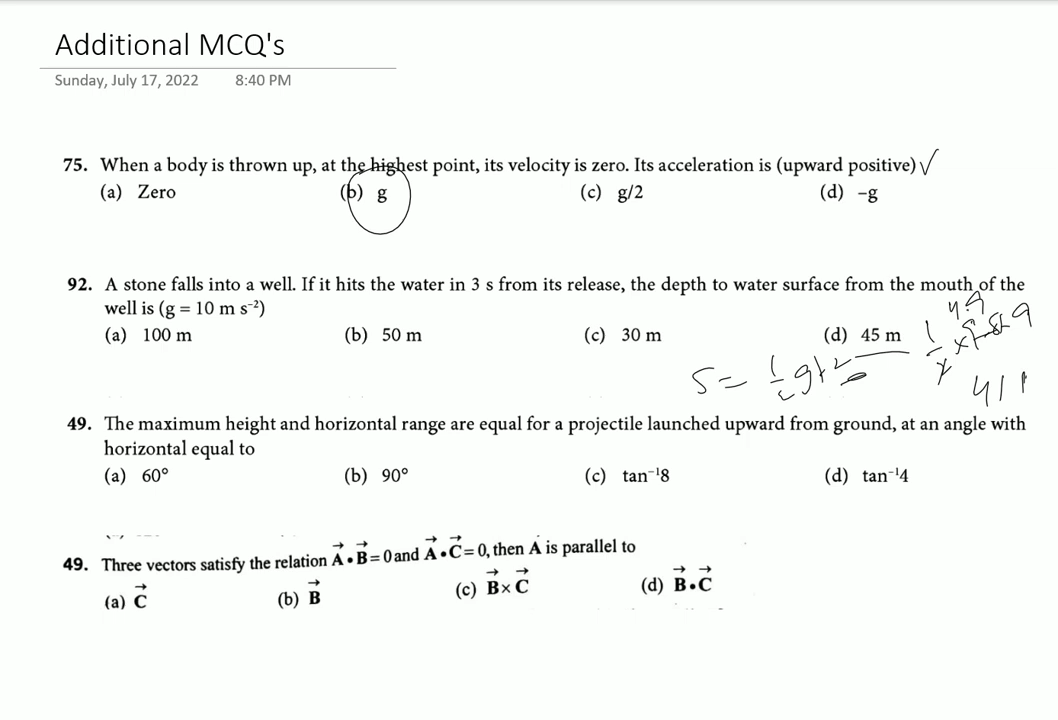 Additional MCQ's
Sunday, July 17, 2022 8:40 PM
75. When a body is thrown up, at the highest point, its velocity is zero. Its acceleration is (upward positive) ✓
(a) Zero (b) g (c) g/2 (d) -g
92. A stone falls into a well. If it hits the water in 3 s from its release, the depth to water surface from the mouth of the
well is (g = 10 m s⁻²)
(a) 100 m (b) 50 m (c) 30 m (d) 45 m
S = 1/2 gt²
49. The maximum height and horizontal range are equal for a projectile launched upward from ground, at an angle with
horizontal equal to
(a) 60° (b) 90° (c) tan⁻¹8 (d) tan⁻¹4
49. Three vectors satisfy the relation A⃗ • B⃗ = 0 and A⃗ • C⃗ = 0, then A is parallel to
(a) C⃗ (b) B⃗ (c) B⃗ × C⃗ (d) B⃗ • C⃗